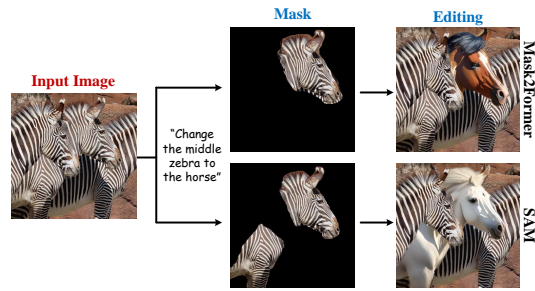 Mask
Editing
Input Image
Mask2Former
"Change
the middle
zebra to
the horse"
SAM